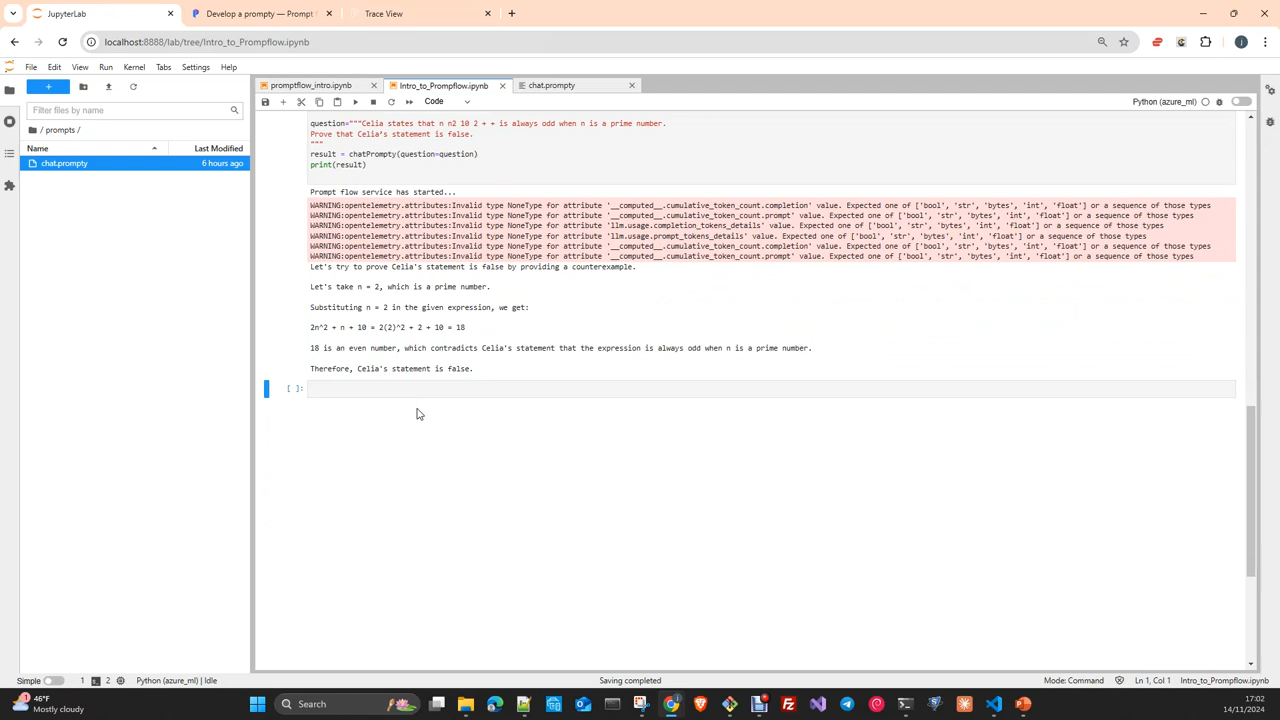 JupyterLab
Develop a prompty — Prompt
Trace View
localhost:8888/lab/tree/Intro_to_Prompflow.ipynb
File Edit View Run Kernel Tabs Settings Help
promptflow_intro.ipynb
Intro_to_Prompflow.ipynb
chat.prompty
Code
Python (azure_ml)
Filter files by name
/ prompts /
Name
Last Modified
chat.prompty
6 hours ago
question="""Celia states that n n2 10 2 + + is always odd when n is a prime number.
Prove that Celia's statement is false.
"""
result = chatPrompty(question=question)
print(result)
Prompt flow service has started...
WARNING:opentelemetry.attributes:Invalid type NoneType for attribute '__computed__.cumulative_token_count.completion' value. Expected one of ['bool', 'str', 'bytes', 'int', 'float'] or a sequence of those types
WARNING:opentelemetry.attributes:Invalid type NoneType for attribute '__computed__.cumulative_token_count.prompt' value. Expected one of ['bool', 'str', 'bytes', 'int', 'float'] or a sequence of those types
WARNING:opentelemetry.attributes:Invalid type NoneType for attribute 'llm.usage.completion_tokens_details' value. Expected one of ['bool', 'str', 'bytes', 'int', 'float'] or a sequence of those types
WARNING:opentelemetry.attributes:Invalid type NoneType for attribute 'llm.usage.prompt_tokens_details' value. Expected one of ['bool', 'str', 'bytes', 'int', 'float'] or a sequence of those types
WARNING:opentelemetry.attributes:Invalid type NoneType for attribute '__computed__.cumulative_token_count.completion' value. Expected one of ['bool', 'str', 'bytes', 'int', 'float'] or a sequence of those types
WARNING:opentelemetry.attributes:Invalid type NoneType for attribute '__computed__.cumulative_token_count.prompt' value. Expected one of ['bool', 'str', 'bytes', 'int', 'float'] or a sequence of those types
Let's try to prove Celia's statement is false by providing a counterexample.
Let's take n = 2, which is a prime number.
Substituting n = 2 in the given expression, we get:
2n^2 + n + 10 = 2(2)^2 + 2 + 10 = 18
18 is an even number, which contradicts Celia's statement that the expression is always odd when n is a prime number.
Therefore, Celia's statement is false.
[ ]:
Simple
1
2
Python (azure_ml) | Idle
Saving completed
Mode: Command
Ln 1, Col 1
Intro_to_Prompflow.ipynb
1
46°F
Mostly cloudy
Search
17:02
14/11/2024